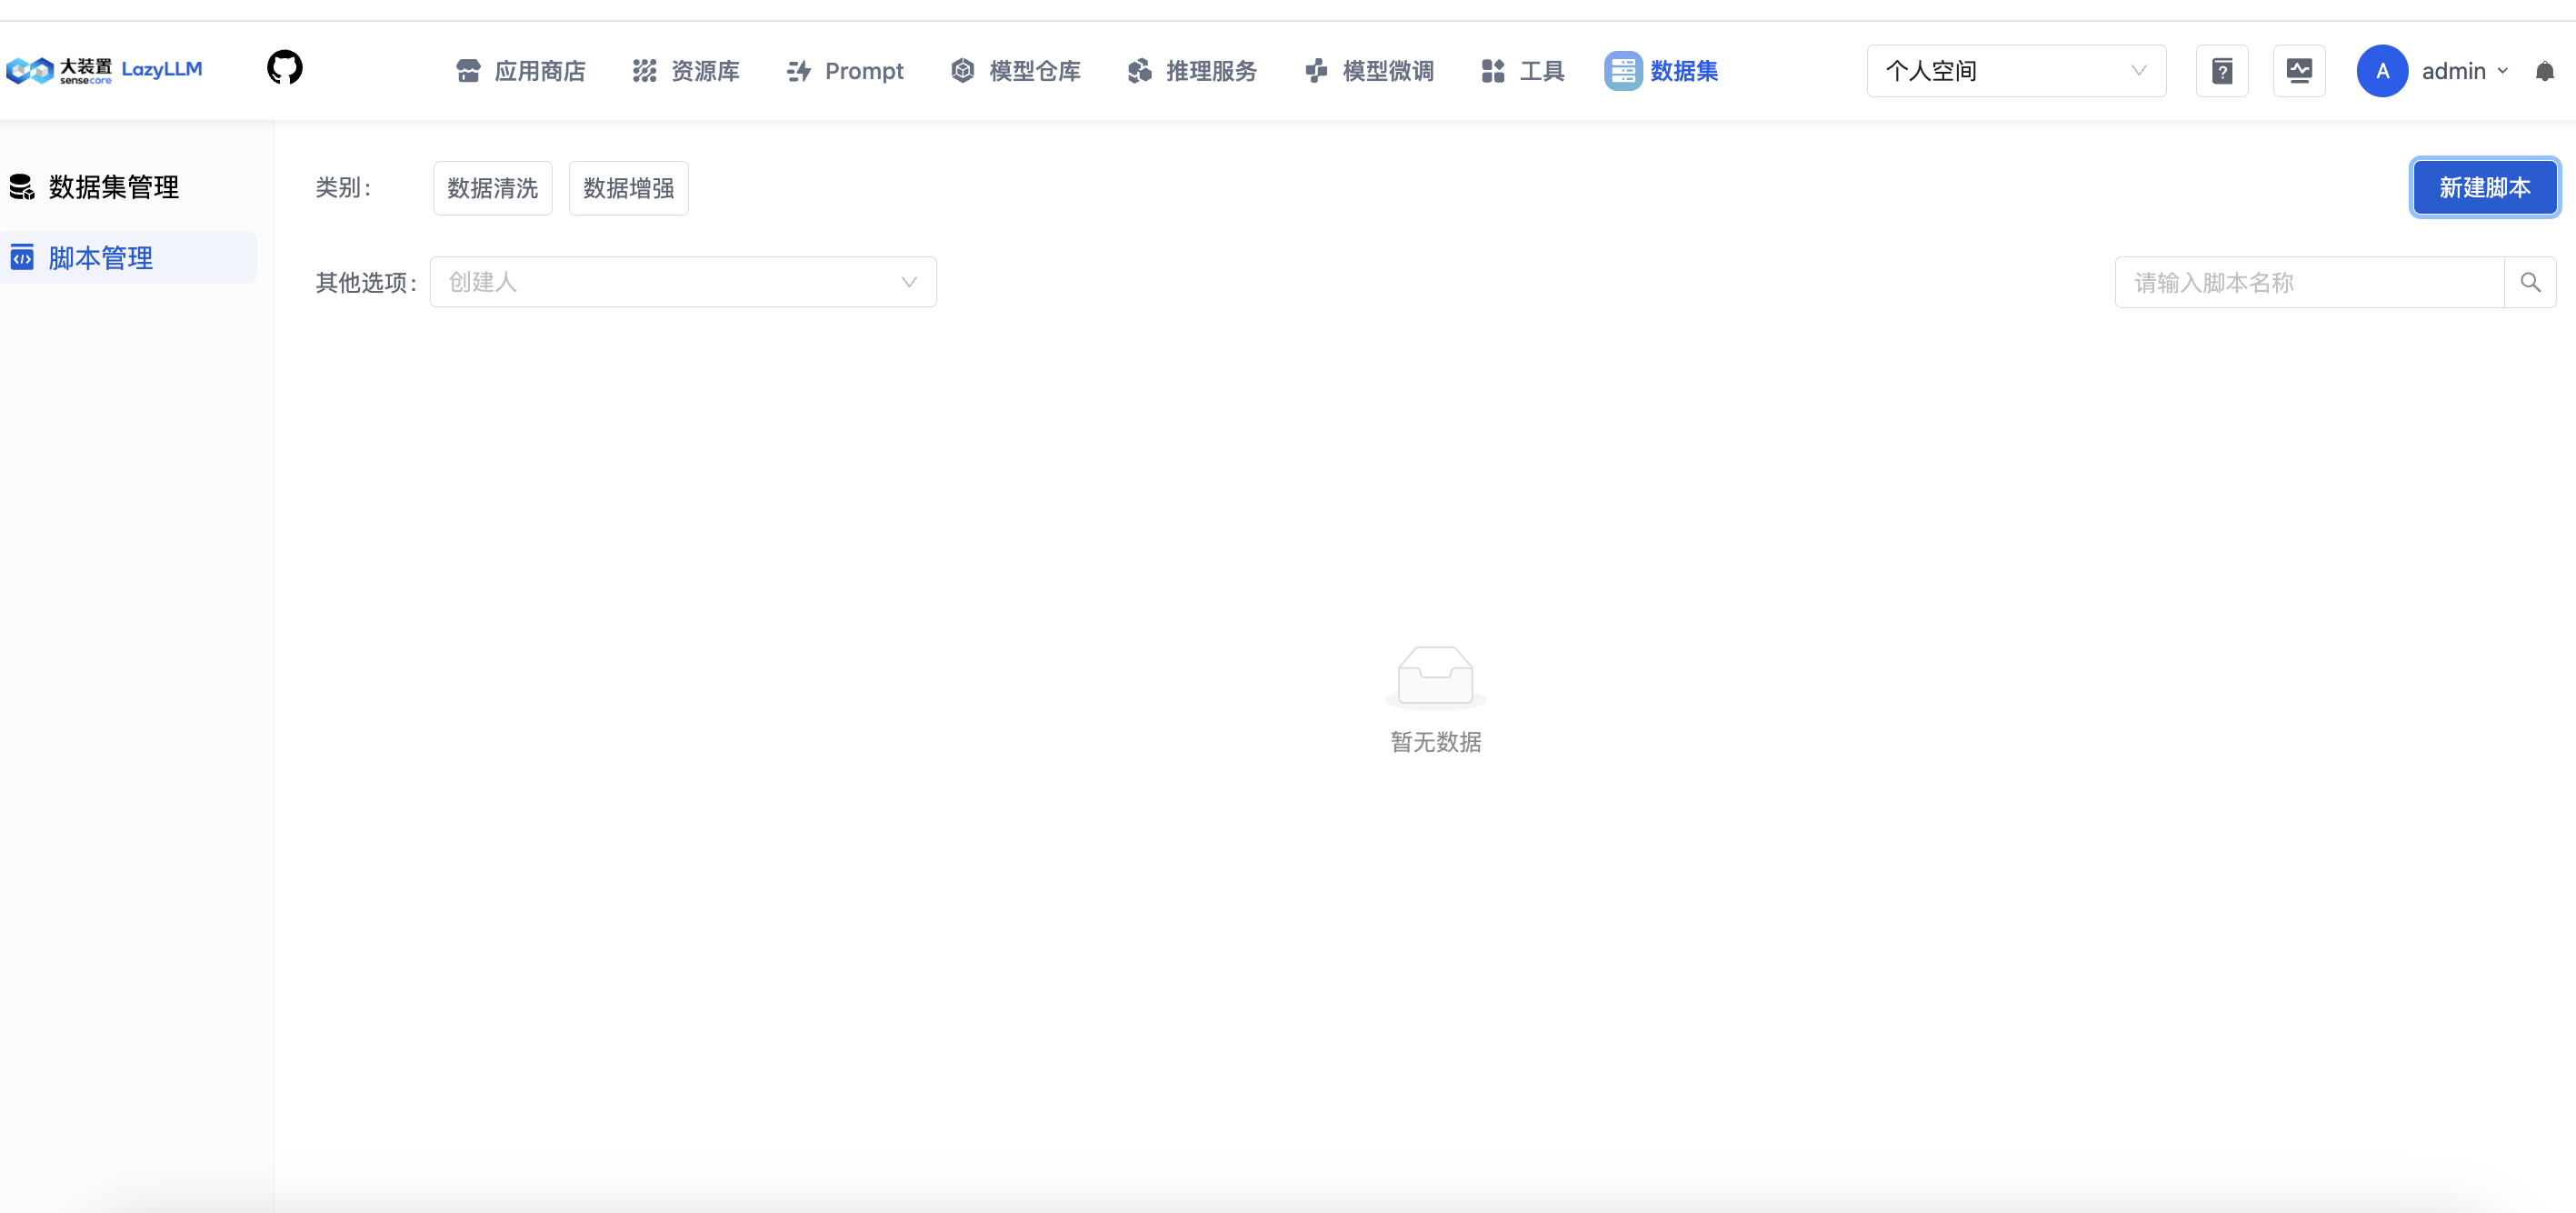 大装置 sensecore LazyLLM 应用商店 资源库 Prompt 模型仓库 推理服务 模型微调 工具 数据集 个人空间 ? A admin
数据集管理
脚本管理
类别： 数据清洗 数据增强 新建脚本
其他选项： 创建人 请输入脚本名称
暂无数据